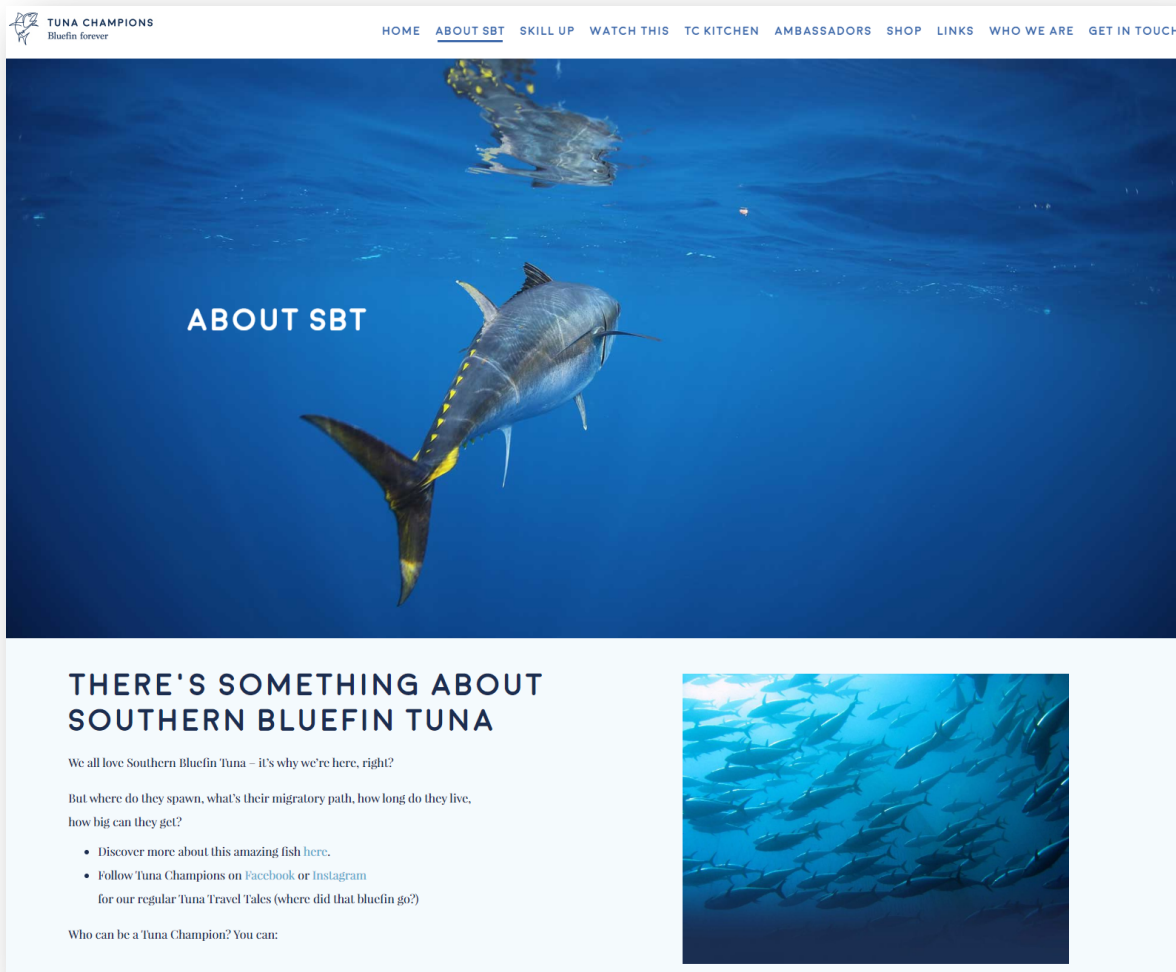 TUNA CHAMPIONS
Bluefin forever
HOME ABOUT SBT SKILL UP WATCH THIS TC KITCHEN AMBASSADORS SHOP LINKS WHO WE ARE GET IN TOUCH
ABOUT SBT
THERE'S SOMETHING ABOUT
SOUTHERN BLUEFIN TUNA
We all love Southern Bluefin Tuna – it's why we're here, right?
But where do they spawn, what's their migratory path, how long do they live,
how big can they get?
• Discover more about this amazing fish here.
• Follow Tuna Champions on Facebook or Instagram
for our regular Tuna Travel Tales (where did that bluefin go?)
Who can be a Tuna Champion? You can: